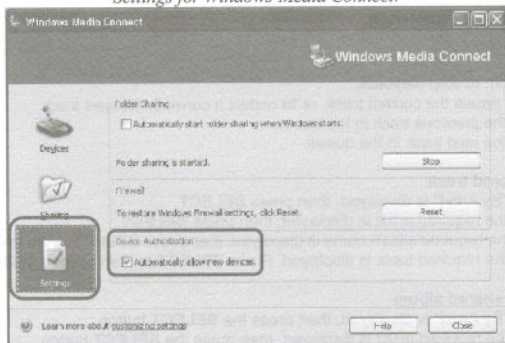 Settings for Windows Media Connect.
Windows Media Connect
Windows Media Connect
Folder Sharing
Automatically start folder sharing when Windows starts.
Devices
Folder sharing is started.
Stop
Firewall
Sharing
To restore Windows Firewall settings, click Reset.
Reset
Device Authorization
Automatically allow new devices.
Settings
Learn more about customizing settings
Help
Close